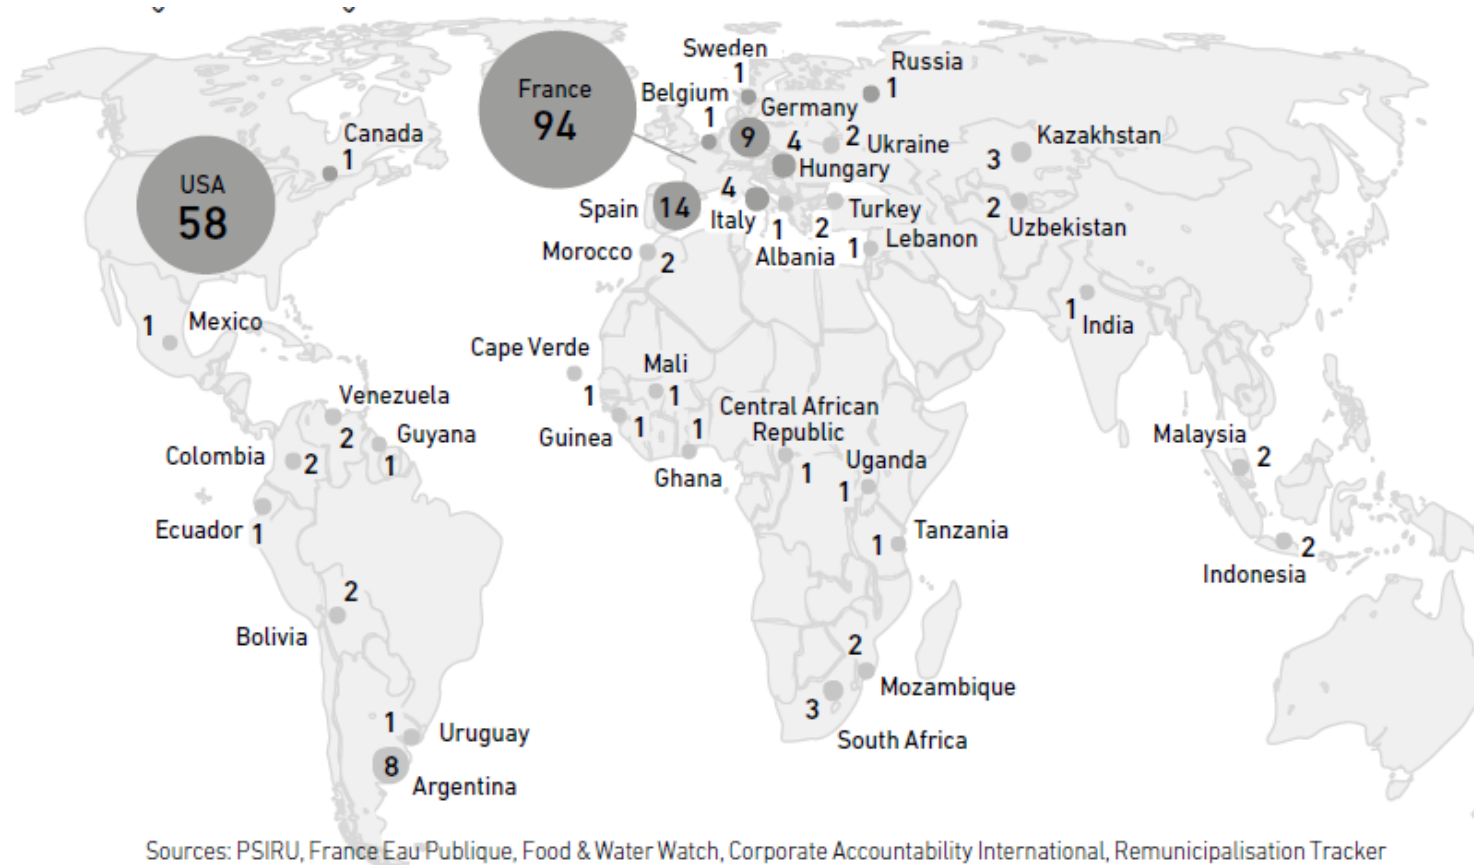 Sweden
1
Russia
1
France
94
Belgium
1
Germany
9
4
Hungary
2
Ukraine
Kazakhstan
3
Canada
1
USA
58
Spain
14
4
Italy
1
Albania
2
Turkey
2
Uzbekistan
1
Lebanon
Morocco
2
1
India
1
Mexico
Cape Verde
1
Mali
1
Guinea
1
1
Ghana
Central African
Republic
1
Uganda
1
1
Tanzania
Venezuela
2
Guyana
1
Colombia
2
Ecuador
1
Malaysia
2
2
Indonesia
2
Bolivia
2
Mozambique
3
South Africa
1
Uruguay
8
Argentina
Sources: PSIRU, France Eau Publique, Food & Water Watch, Corporate Accountability International, Remunicipalisation Tracker